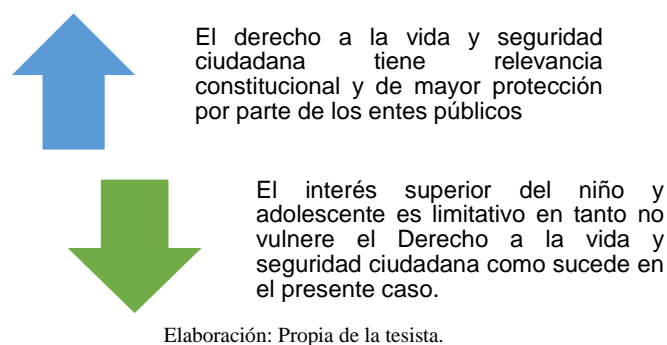 El derecho a la vida y seguridad
ciudadana tiene relevancia
constitucional y de mayor protección
por parte de los entes públicos
El interés superior del niño y
adolescente es limitativo en tanto no
vulnere el Derecho a la vida y
seguridad ciudadana como sucede en
el presente caso.
Elaboración: Propia de la tesista.